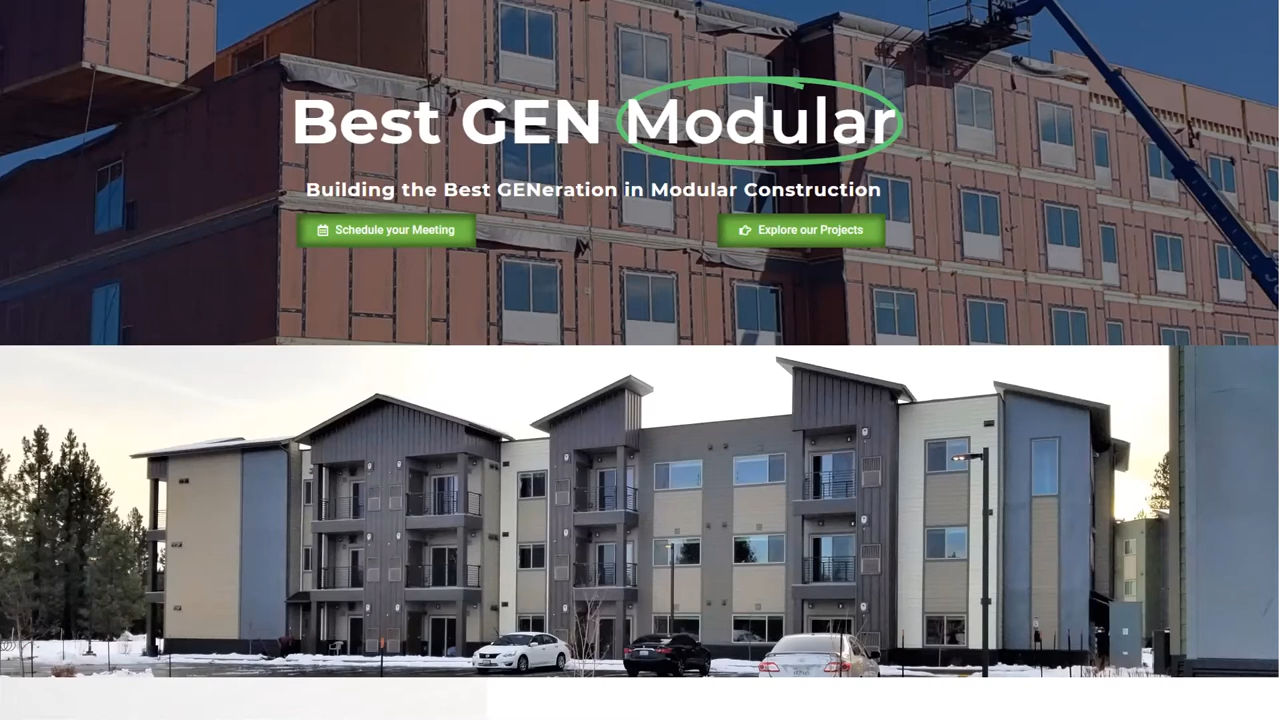 Best GEN Modular
Building the Best GENeration in Modular Construction
Schedule your Meeting
Explore our Projects